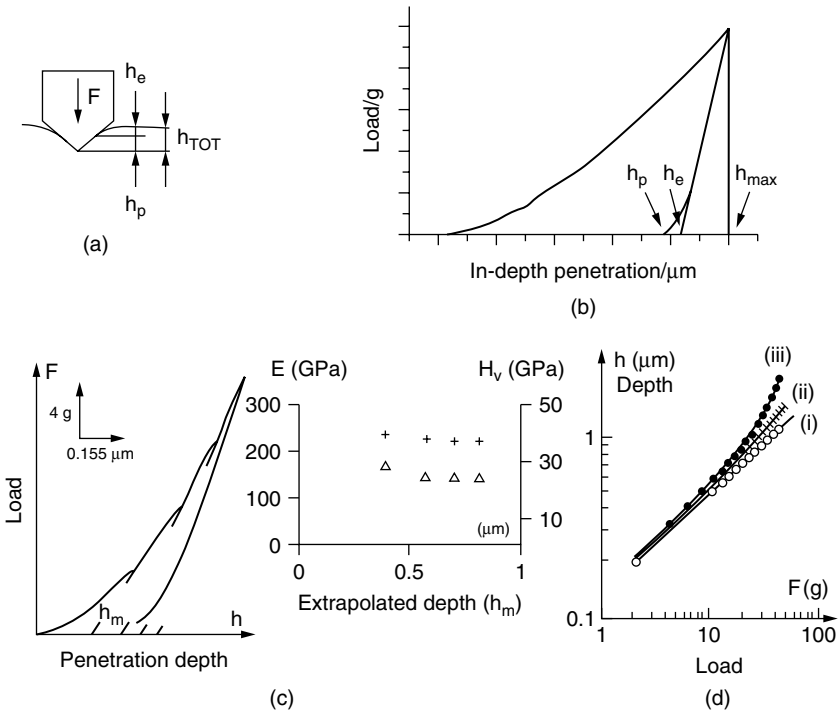 h_e
F
h_TOT
h_p
(a)
Load/g
h_p
h_e
h_max
In-depth penetration/μm
(b)
F
4 g
0.155 μm
Load
h_m
h
Penetration depth
E (GPa)
H_v (GPa)
300
200
100
0
50
30
10
(μm)
0
0.5
1
Extrapolated depth (h_m)
(c)
h (μm)
Depth
(iii)
(ii)
(i)
1
0.1
F (g)
1
10
100
Load
(d)